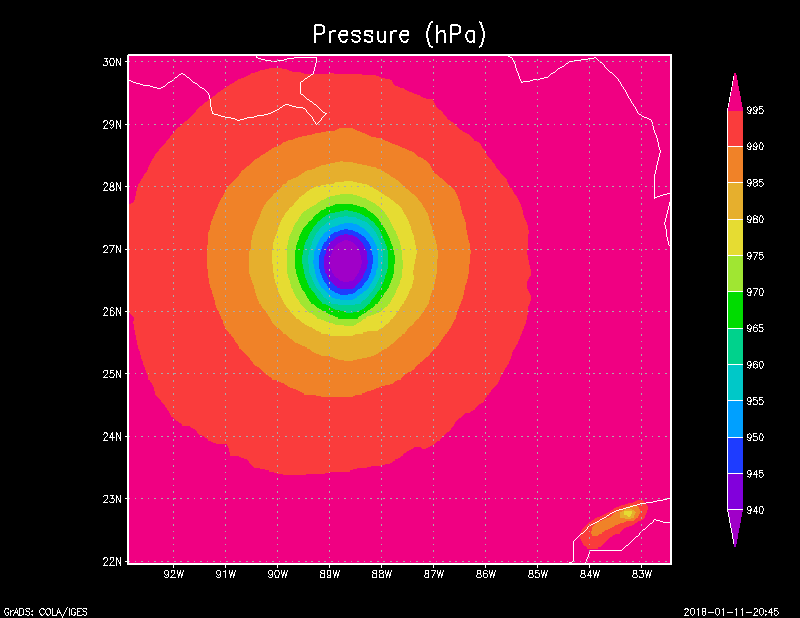 Pressure (hPa)
30N
29N
28N
27N
26N
25N
24N
23N
22N
92W 91W 90W 89W 88W 87W 86W 85W 84W 83W
995
990
985
980
975
970
965
960
955
950
945
940
GrADS: COLA/IGES
2018-01-11-20:45